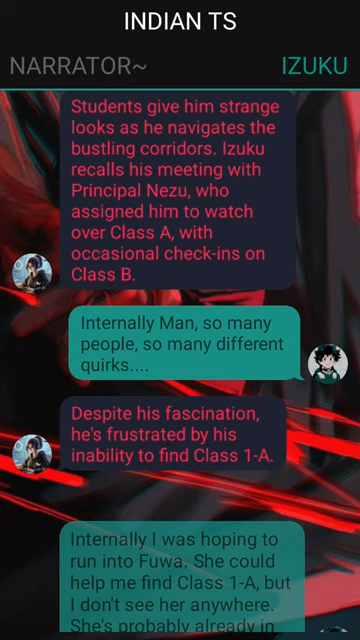 INDIAN TS
NARRATOR~ IZUKU
Students give him strange
looks as he navigates the
bustling corridors. Izuku
recalls his meeting with
Principal Nezu, who
assigned him to watch
over Class A, with
occasional check-ins on
Class B.
Internally Man, so many
people, so many different
quirks....
Despite his fascination,
he's frustrated by his
inability to find Class 1-A.
Internally I was hoping to
run into Fuwa. She could
help me find Class 1-A, but
I don't see her anywhere.
She's probably already in